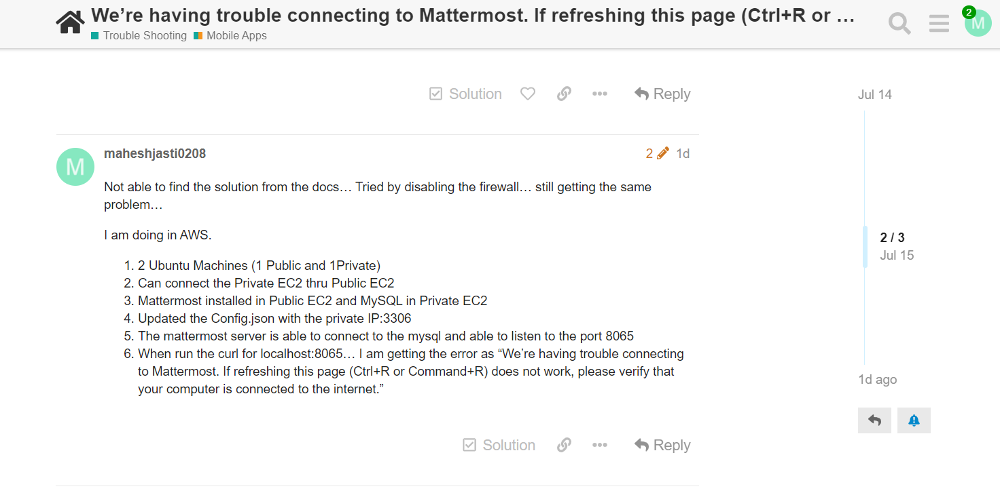 We’re having trouble connecting to Mattermost. If refreshing this page (Ctrl+R or …
Trouble Shooting Mobile Apps
2
M
Solution Reply
Jul 14
M
maheshjasti0208
2 1d
Not able to find the solution from the docs… Tried by disabling the firewall… still getting the same
problem…
I am doing in AWS.
1. 2 Ubuntu Machines (1 Public and 1Private)
2. Can connect the Private EC2 thru Public EC2
3. Mattermost installed in Public EC2 and MySQL in Private EC2
4. Updated the Config.json with the private IP:3306
5. The mattermost server is able to connect to the mysql and able to listen to the port 8065
6. When run the curl for localhost:8065… I am getting the error as “We’re having trouble connecting
to Mattermost. If refreshing this page (Ctrl+R or Command+R) does not work, please verify that
your computer is connected to the internet.”
2 / 3
Jul 15
1d ago
Solution Reply